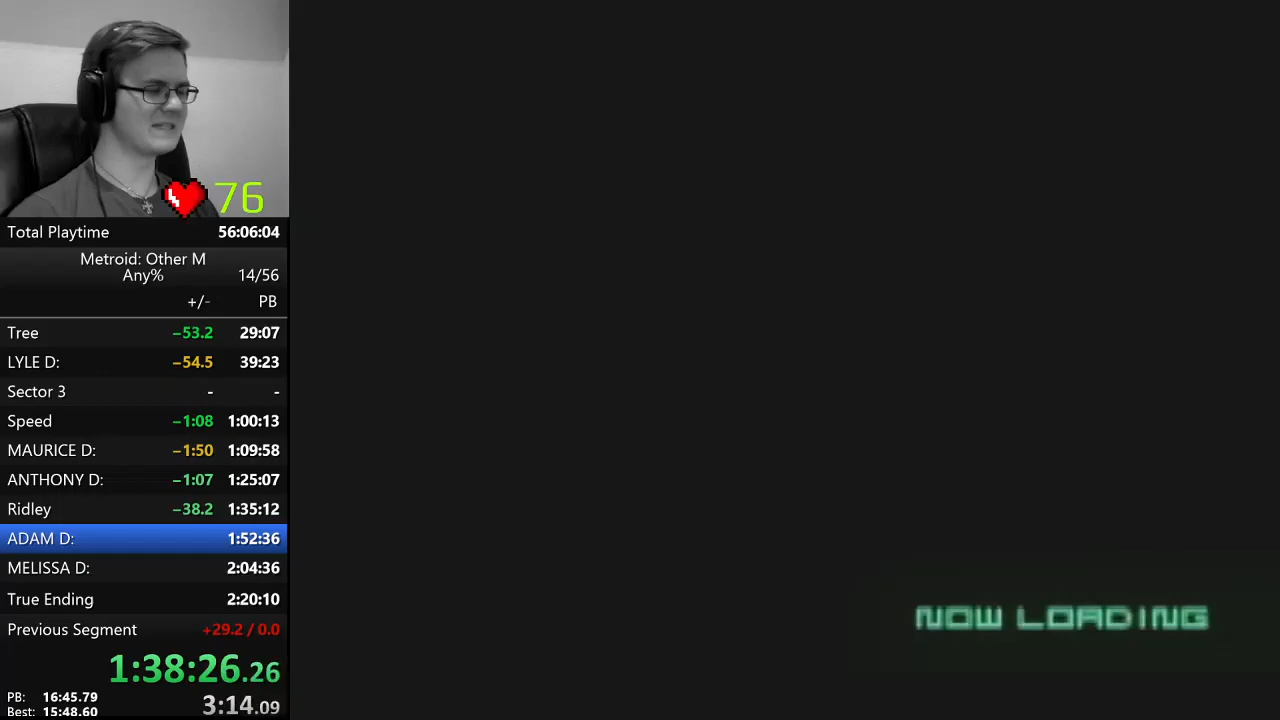 76
Total Playtime 56:06:04
Metroid: Other M
Any% 14/56
+/- PB
Tree −53.2 29:07
LYLE D: −54.5 39:23
Sector 3 - -
Speed −1:08 1:00:13
MAURICE D: −1:50 1:09:58
ANTHONY D: −1:07 1:25:07
Ridley −38.2 1:35:12
ADAM D: 1:52:36
MELISSA D: 2:04:36
True Ending 2:20:10
Previous Segment +29.2 / 0.0
1:38:26.26
PB: 16:45.79
Best: 15:48.60
3:14.09
NOW LOADING